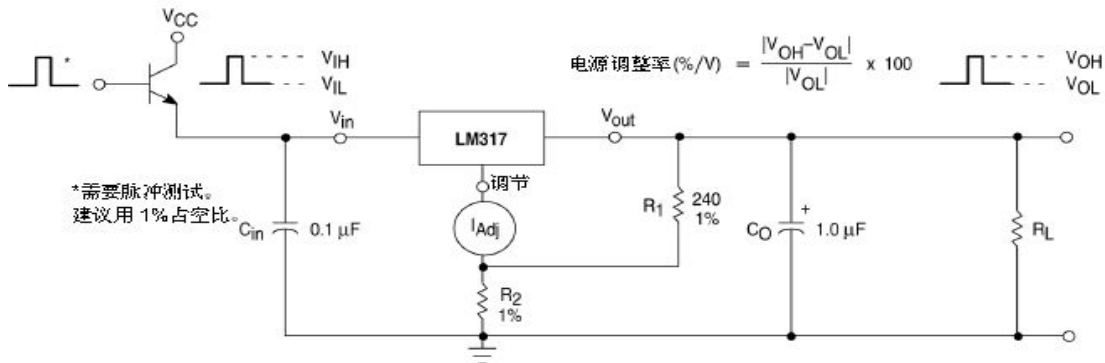 VCC
*
VIH
VIL
电源调整率(%/V) = |VOH-VOL| / |VOL| x 100
VOH
VOL
Vin
LM317
Vout
调节
*需要脉冲测试。
建议用 1%占空比。
Cin
0.1 μF
IAdj
R1
240
1%
CO
+
1.0 μF
RL
R2
1%